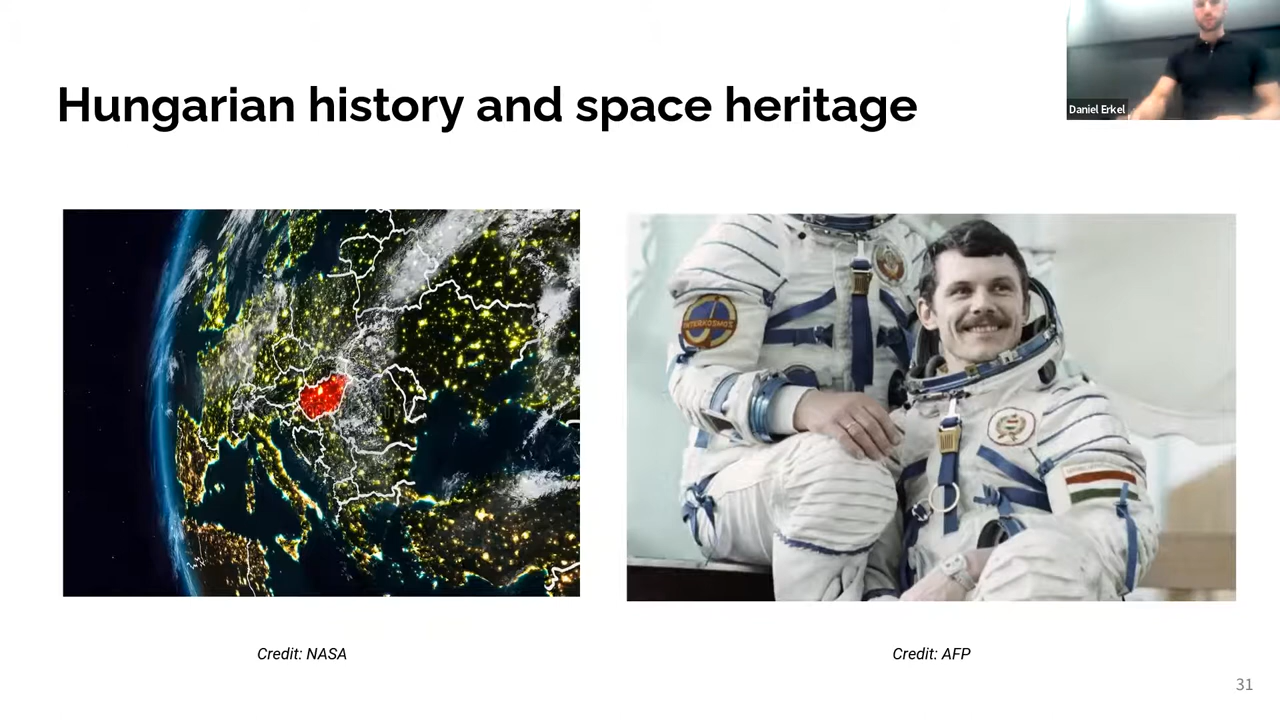 Hungarian history and space heritage
Daniel Erkel
Credit: NASA
Credit: AFP
31